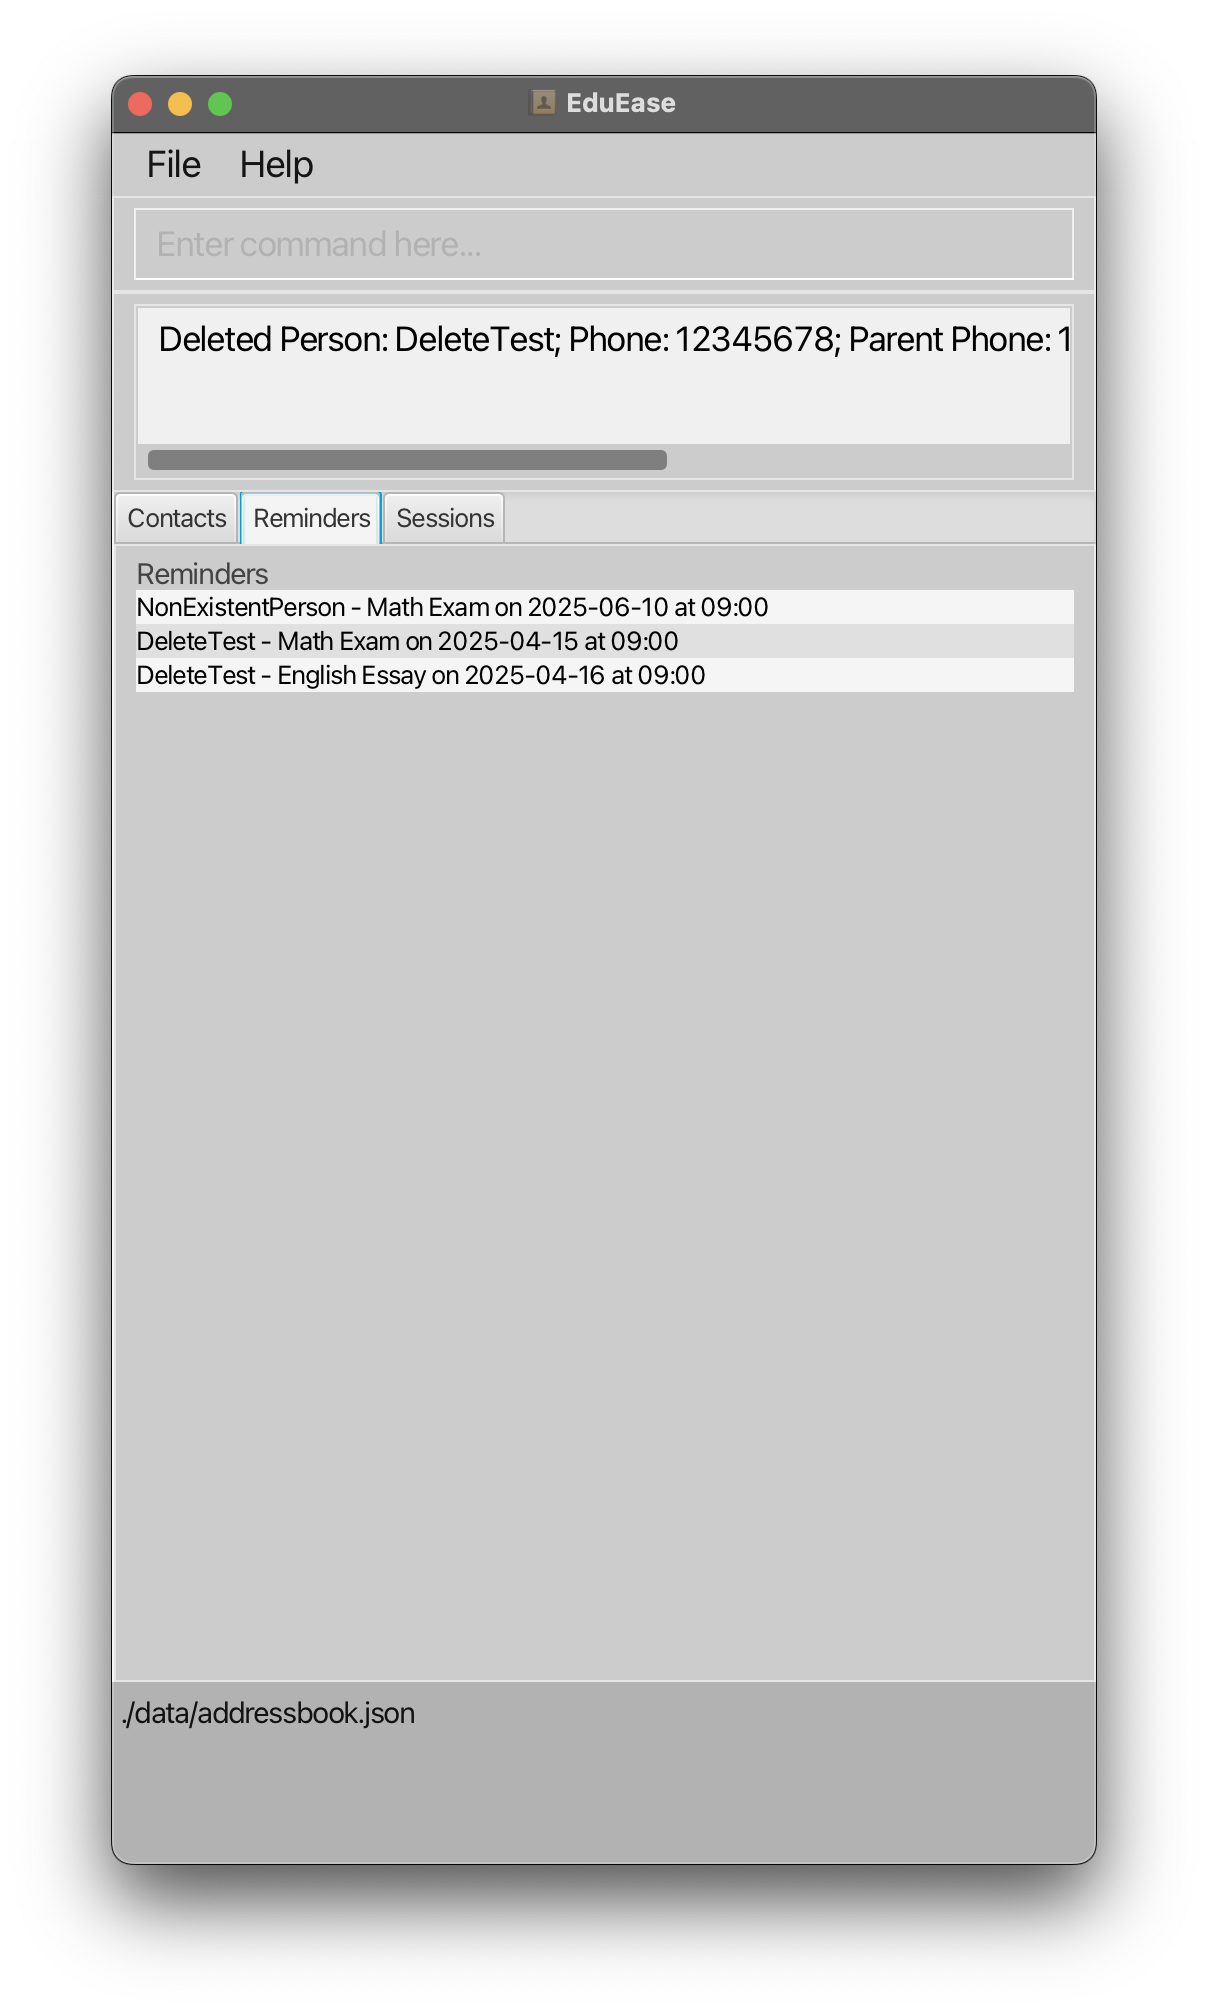 EduEase
File Help
Enter command here...
Deleted Person: DeleteTest; Phone: 12345678; Parent Phone: 1
Contacts Reminders Sessions
Reminders
NonExistentPerson - Math Exam on 2025-06-10 at 09:00
DeleteTest - Math Exam on 2025-04-15 at 09:00
DeleteTest - English Essay on 2025-04-16 at 09:00
./data/addressbook.json